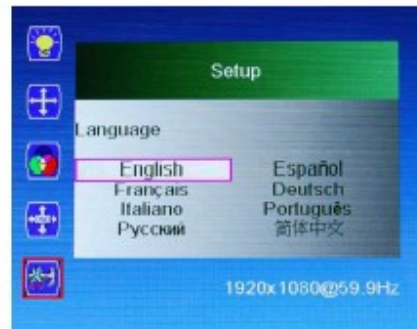 Setup
Language
English Español
Français Deutsch
Italiano Português
Русский 简体中文
1920x1080@59.9Hz